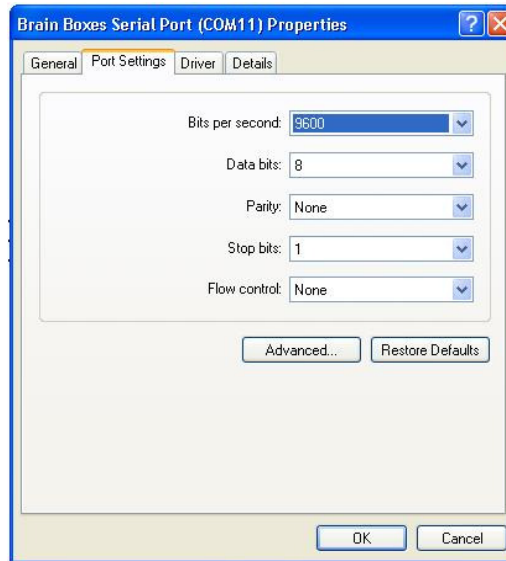 Brain Boxes Serial Port (COM11) Properties ?
General Port Settings Driver Details
Bits per second: 9600
Data bits: 8
Parity: None
Stop bits: 1
Flow control: None
Advanced... Restore Defaults
OK Cancel